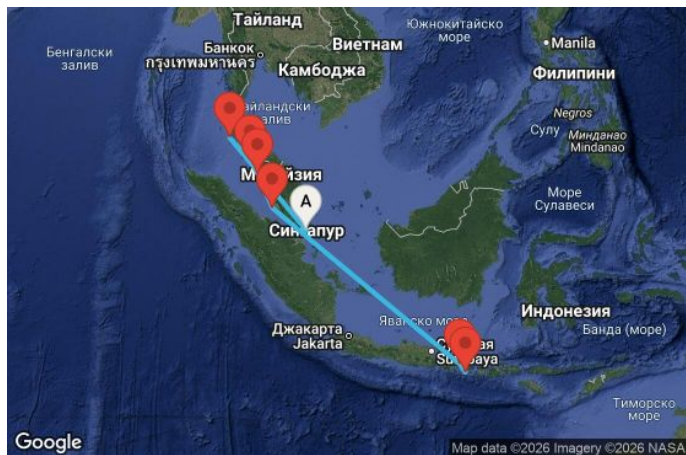 Тайланд
Южнокитайско
море
Бенгалски
залив
Банкок
กรุงเทพมหานคร
Виетнам
Manila
Камбоджа
Филипини
залив
Negros
Сулу
Минданао
Mindanao
A
Море
Сулавеси
Яванско
Индонезия
Джакарта
Jakarta
Банда (море)
Тиморско
море
Google
Map data ©2026 Imagery ©2026 NASA